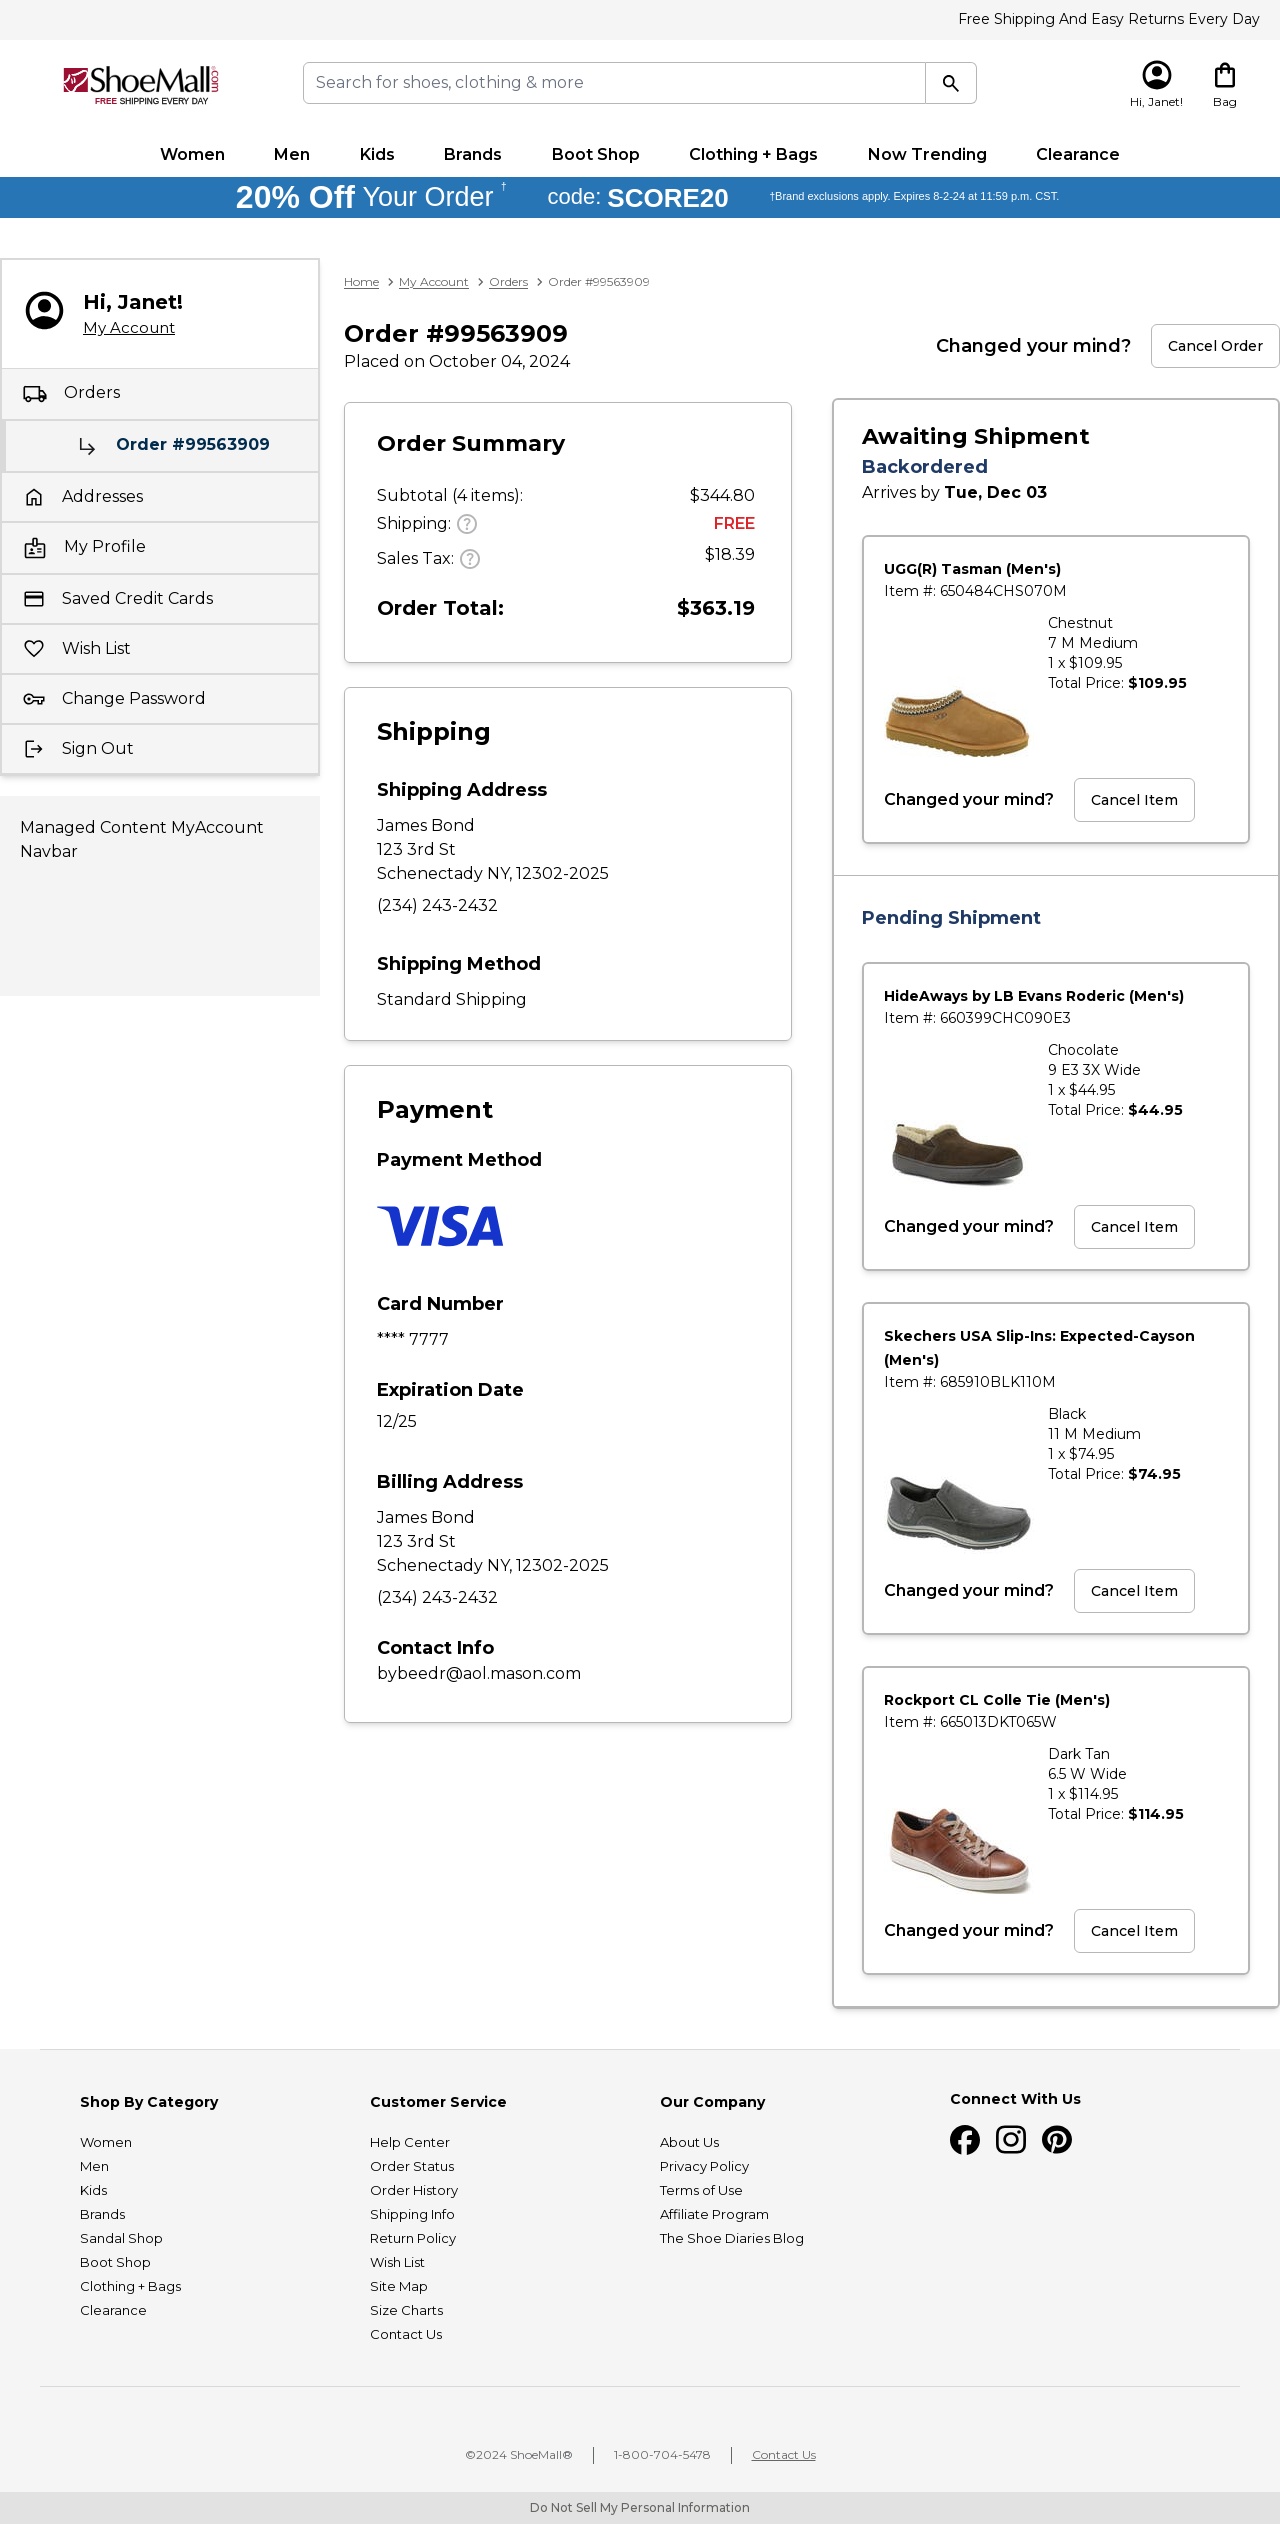 Free Shipping And Easy Returns Every Day
ShoeMall.com
FREE SHIPPING EVERY DAY
Search for shoes, clothing & more
Hi, Janet!
Bag
Women Men Kids Brands Boot Shop Clothing + Bags Now Trending Clearance
20% Off Your Order † code: SCORE20 †Brand exclusions apply. Expires 8-2-24 at 11:59 p.m. CST.
Hi, Janet!
My Account
Orders
Order #99563909
Addresses
My Profile
Saved Credit Cards
Wish List
Change Password
Sign Out
Managed Content MyAccount
Navbar
Home > My Account > Orders > Order #99563909
Order #99563909
Placed on October 04, 2024
Changed your mind? Cancel Order
Order Summary
Subtotal (4 items): $344.80
Shipping: ? FREE
Sales Tax: ? $18.39
Order Total: $363.19
Shipping
Shipping Address
James Bond
123 3rd St
Schenectady NY, 12302-2025
(234) 243-2432
Shipping Method
Standard Shipping
Payment
Payment Method
VISA
Card Number
**** 7777
Expiration Date
12/25
Billing Address
James Bond
123 3rd St
Schenectady NY, 12302-2025
(234) 243-2432
Contact Info
bybeedr@aol.mason.com
Awaiting Shipment
Backordered
Arrives by Tue, Dec 03
UGG(R) Tasman (Men's)
Item #: 650484CHS070M
Chestnut
7 M Medium
1 x $109.95
Total Price: $109.95
Changed your mind? Cancel Item
Pending Shipment
HideAways by LB Evans Roderic (Men's)
Item #: 660399CHC090E3
Chocolate
9 E3 3X Wide
1 x $44.95
Total Price: $44.95
Changed your mind? Cancel Item
Skechers USA Slip-Ins: Expected-Cayson
(Men's)
Item #: 685910BLK110M
Black
11 M Medium
1 x $74.95
Total Price: $74.95
Changed your mind? Cancel Item
Rockport CL Colle Tie (Men's)
Item #: 665013DKT065W
Dark Tan
6.5 W Wide
1 x $114.95
Total Price: $114.95
Changed your mind? Cancel Item
Shop By Category
Women
Men
Kids
Brands
Sandal Shop
Boot Shop
Clothing + Bags
Clearance
Customer Service
Help Center
Order Status
Order History
Shipping Info
Return Policy
Wish List
Site Map
Size Charts
Contact Us
Our Company
About Us
Privacy Policy
Terms of Use
Affiliate Program
The Shoe Diaries Blog
Connect With Us
©2024 ShoeMall® | 1-800-704-5478 | Contact Us
Do Not Sell My Personal Information